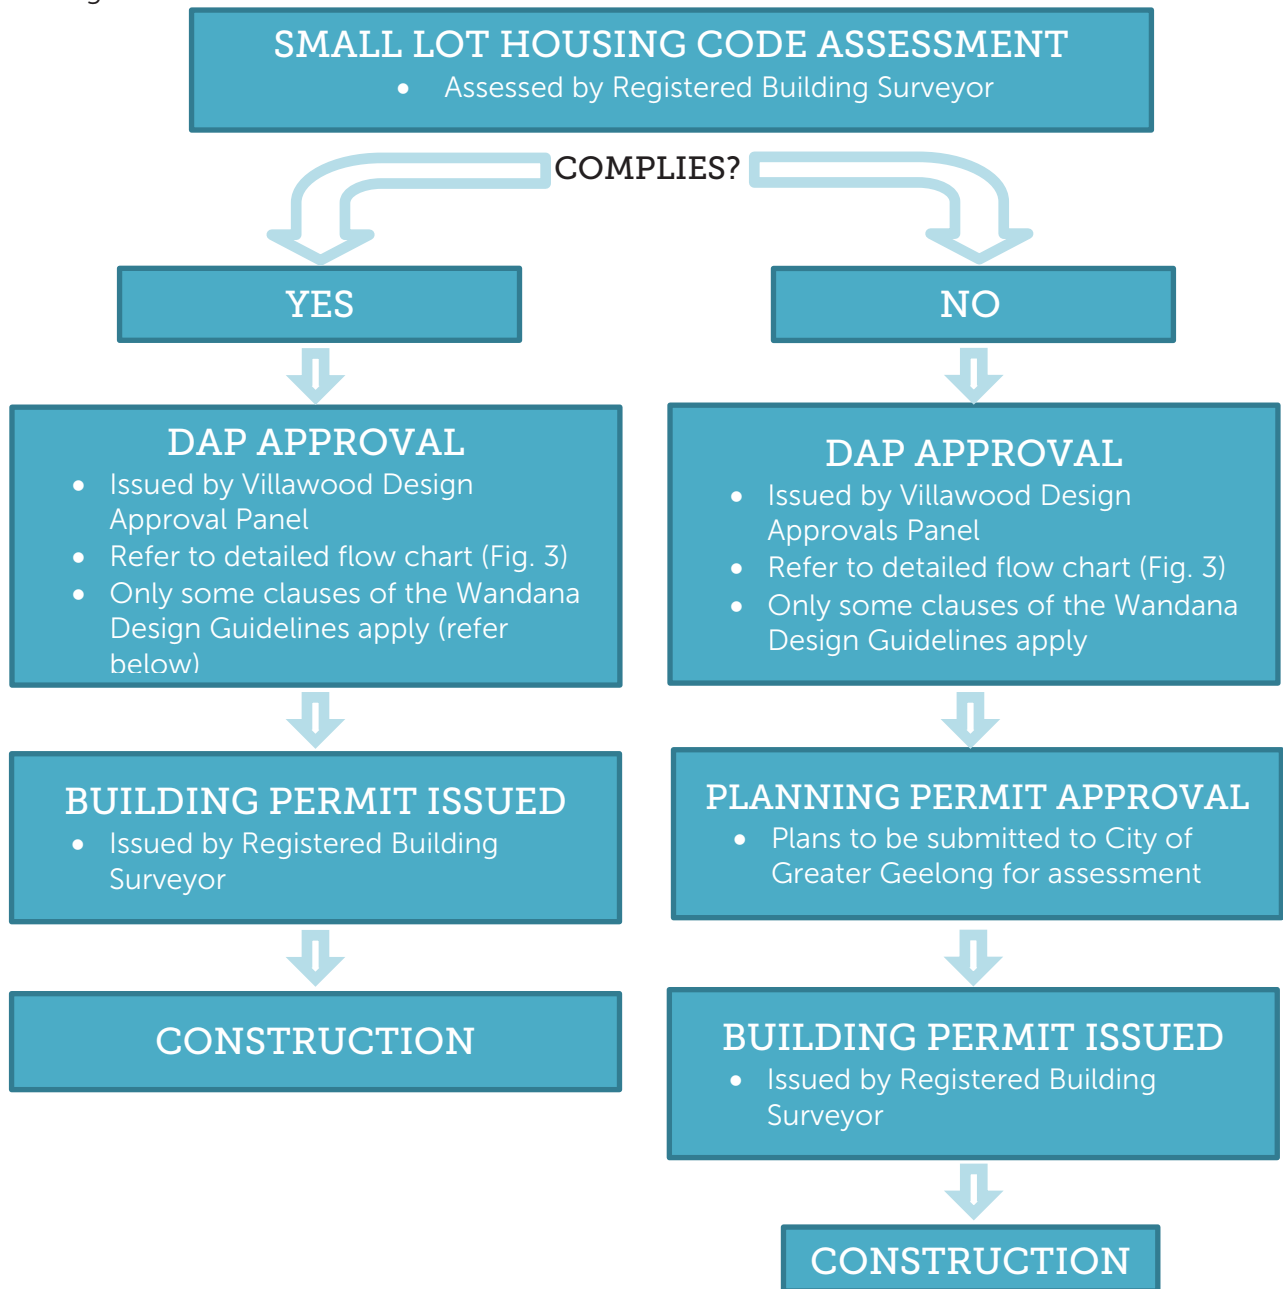 SMALL LOT HOUSING CODE ASSESSMENT
• Assessed by Registered Building Surveyor
COMPLIES?
YES
DAP APPROVAL
• Issued by Villawood Design
Approval Panel
• Refer to detailed flow chart (Fig. 3)
• Only some clauses of the Wandana
Design Guidelines apply (refer
below)
BUILDING PERMIT ISSUED
• Issued by Registered Building
Surveyor
CONSTRUCTION
NO
DAP APPROVAL
• Issued by Villawood Design
Approvals Panel
• Refer to detailed flow chart (Fig. 3)
• Only some clauses of the Wandana
Design Guidelines apply
PLANNING PERMIT APPROVAL
• Plans to be submitted to City of
Greater Geelong for assessment
BUILDING PERMIT ISSUED
• Issued by Registered Building
Surveyor
CONSTRUCTION